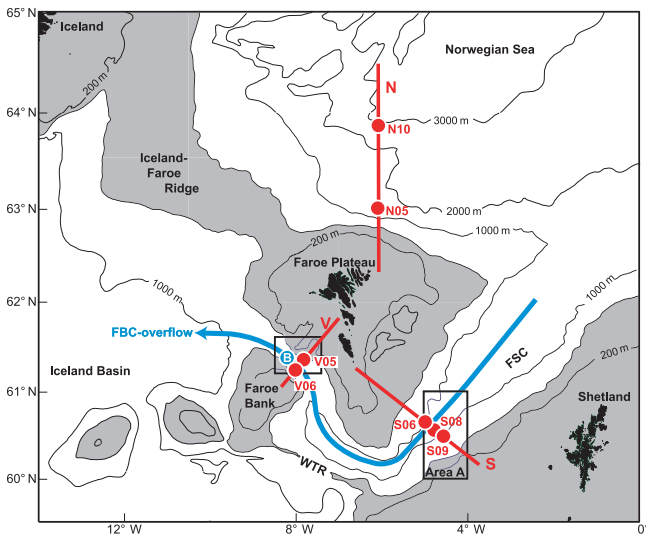 65° N
Iceland
200 m
Norwegian Sea
N
64° N
N10
3000 m
Iceland-
Faroe
Ridge
63° N
N05
2000 m
1000 m
200 m
Faroe Plateau
1000 m
1000 m
62° N
V
FBC-overflow
200 m
B
V05
FSC
Iceland Basin
61° N
V06
Faroe
Bank
Shetland
S06
S08
S09
WTR
Area A
S
60° N
12° W
8° W
4° W
0°